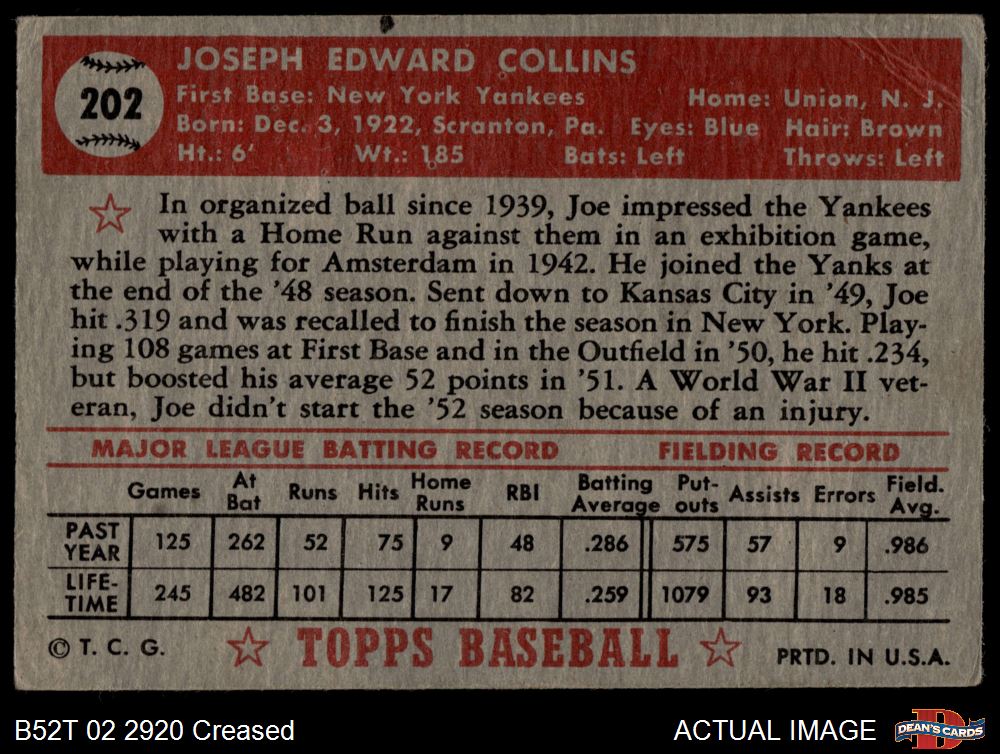 202
JOSEPH EDWARD COLLINS
First Base: New York Yankees Home: Union, N. J.
Born: Dec. 3, 1922, Scranton, Pa. Eyes: Blue Hair: Brown
Ht.: 6' Wt.: 185 Bats: Left Throws: Left
In organized ball since 1939, Joe impressed the Yankees
with a Home Run against them in an exhibition game,
while playing for Amsterdam in 1942. He joined the Yanks at
the end of the '48 season. Sent down to Kansas City in '49, Joe
hit .319 and was recalled to finish the season in New York. Play-
ing 108 games at First Base and in the Outfield in '50, he hit .234,
but boosted his average 52 points in '51. A World War II vet-
eran, Joe didn't start the '52 season because of an injury.
MAJOR LEAGUE BATTING RECORD FIELDING RECORD
Games At Bat Runs Hits Home Runs RBI Batting Average Put-outs Assists Errors Field. Avg.
PAST YEAR 125 262 52 75 9 48 .286 575 57 9 .986
LIFE-TIME 245 482 101 125 17 82 .259 1079 93 18 .985
© T. C. G. TOPPS BASEBALL PRTD. IN U.S.A.
B52T 02 2920 Creased ACTUAL IMAGE DEAN'S CARDS